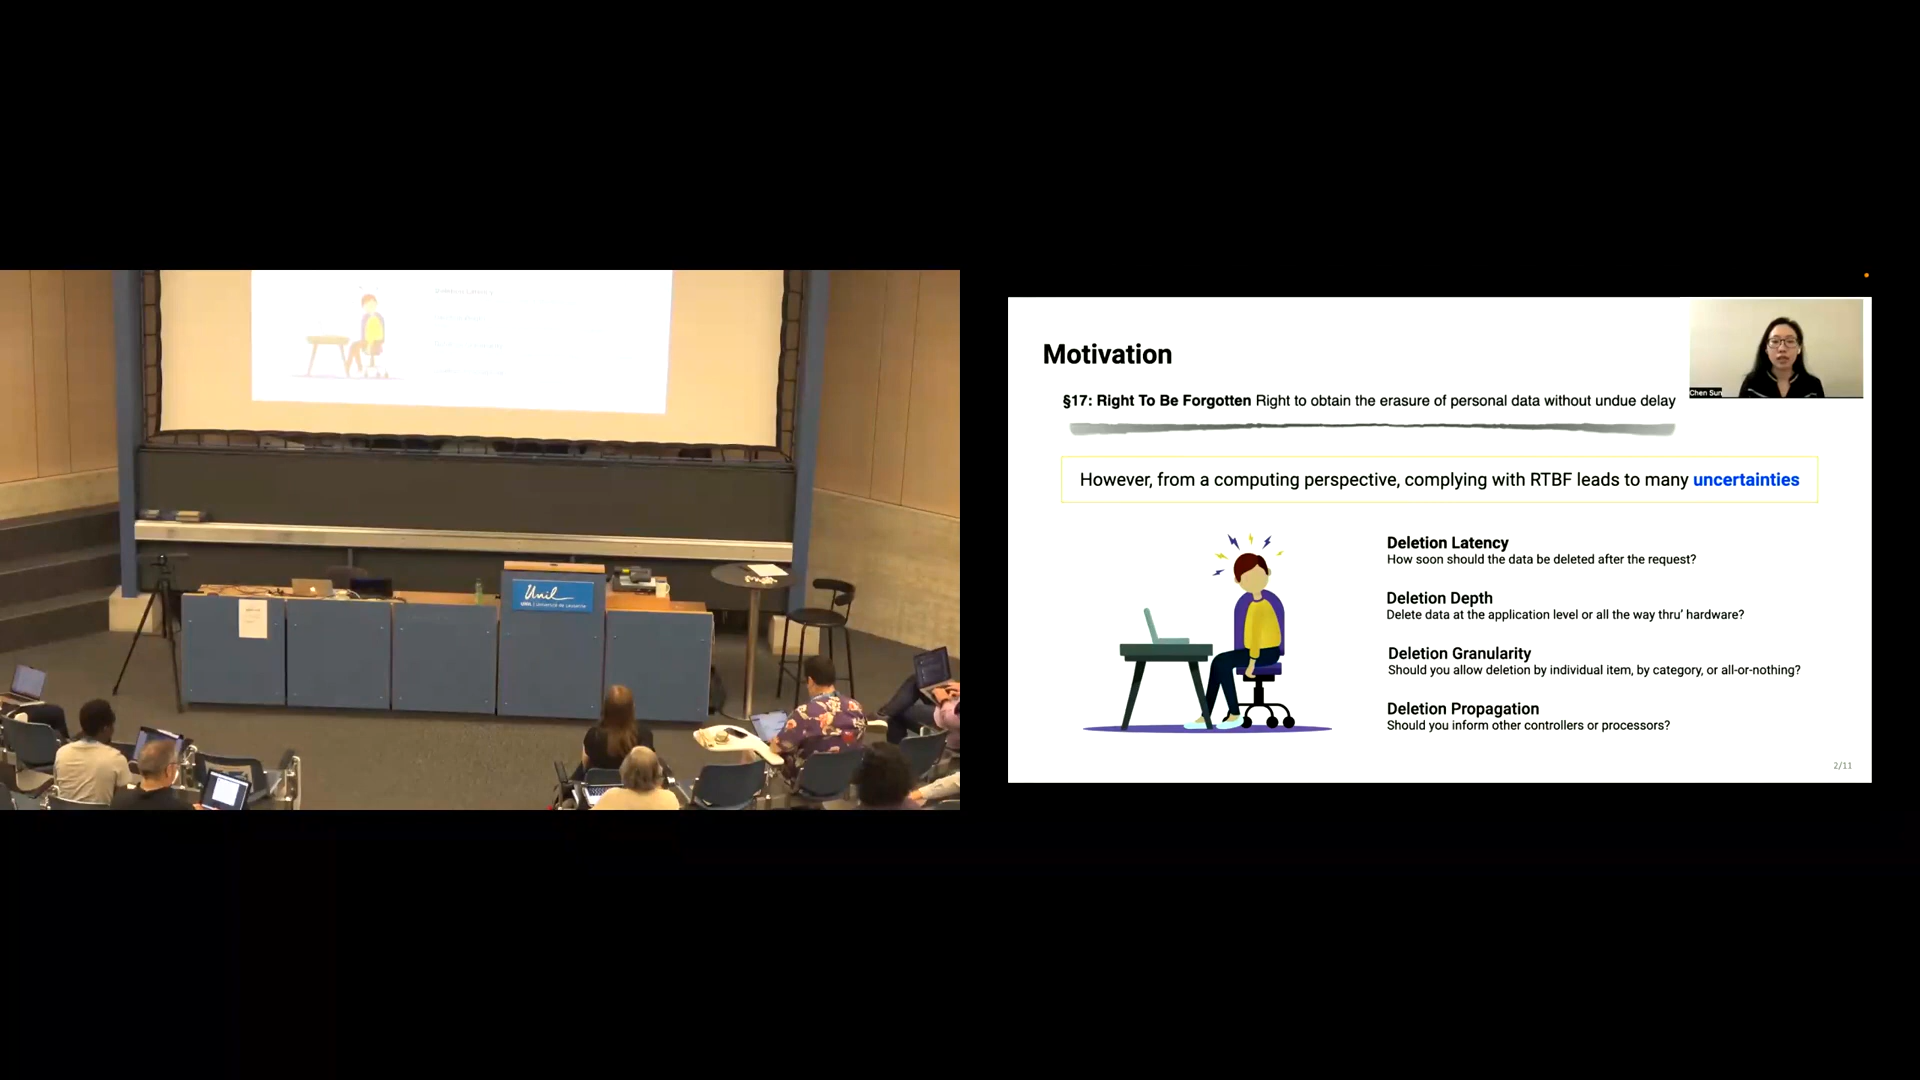 Unil
UNIL | Université de Lausanne
Motivation
Chen Sun
§17: Right To Be Forgotten Right to obtain the erasure of personal data without undue delay
However, from a computing perspective, complying with RTBF leads to many uncertainties
Deletion Latency
How soon should the data be deleted after the request?
Deletion Depth
Delete data at the application level or all the way thru' hardware?
Deletion Granularity
Should you allow deletion by individual item, by category, or all-or-nothing?
Deletion Propagation
Should you inform other controllers or processors?
2/11